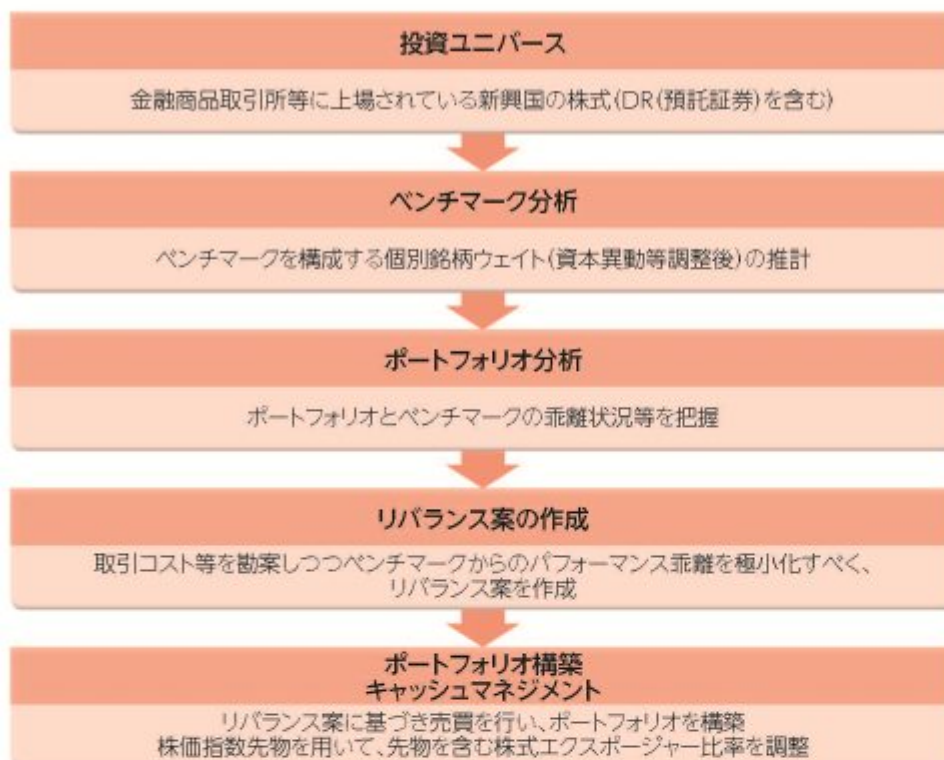 投資ユニバース
金融商品取引所等に上場されている新興国の株式(DR(預託証券)を含む)
ベンチマーク分析
ベンチマークを構成する個別銘柄ウェイト(資本異動等調整後)の推計
ポートフォリオ分析
ポートフォリオとベンチマークの乖離状況等を把握
リバランス案の作成
取引コスト等を勘案しつつベンチマークからのパフォーマンス乖離を極小化すべく、
リバランス案を作成
ポートフォリオ構築
キャッシュマネジメント
リバランス案に基づき売買を行い、ポートフォリオを構築
株価指数先物を用いて、先物を含む株式エクスポージャー比率を調整